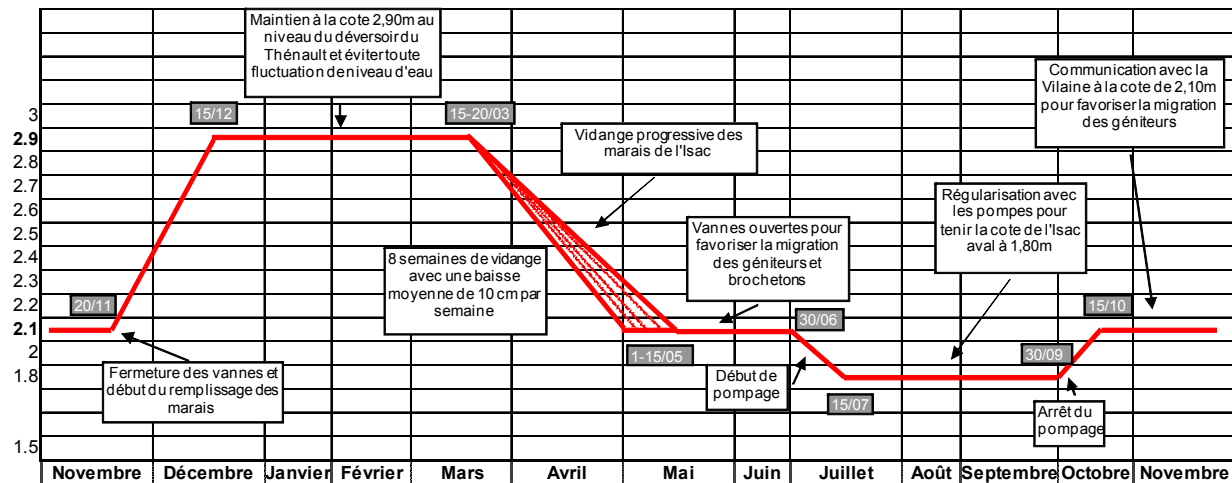 Maintien à la cote 2,90m au
niveau du déversoir du
Thénault et éviter toute
fluctuation de niveau d'eau
Communication avec la
Vilaine à la cote de 2,10m
pour favoriser la migration
des géniteurs
15/12
15-20/03
Vidange progressive des
marais de l'Isac
Régularisation avec
les pompes pour
tenir la cote de l'Isac
aval à 1,80m
Vannes ouvertes pour
favoriser la migration
des géniteurs et
brochetons
8 semaines de vidange
avec une baisse
moyenne de 10 cm par
semaine
20/11
15/10
30/06
30/09
1-15/05
Fermeture des vannes et
début du remplissage des
marais
Début de
pompage
15/07
Arrêt du
pompage
3
2.9
2.8
2.7
2.6
2.5
2.4
2.3
2.2
2.1
2
1.8
1.5
Novembre Décembre Janvier Février Mars Avril Mai Juin Juillet Août Septembre Octobre Novembre